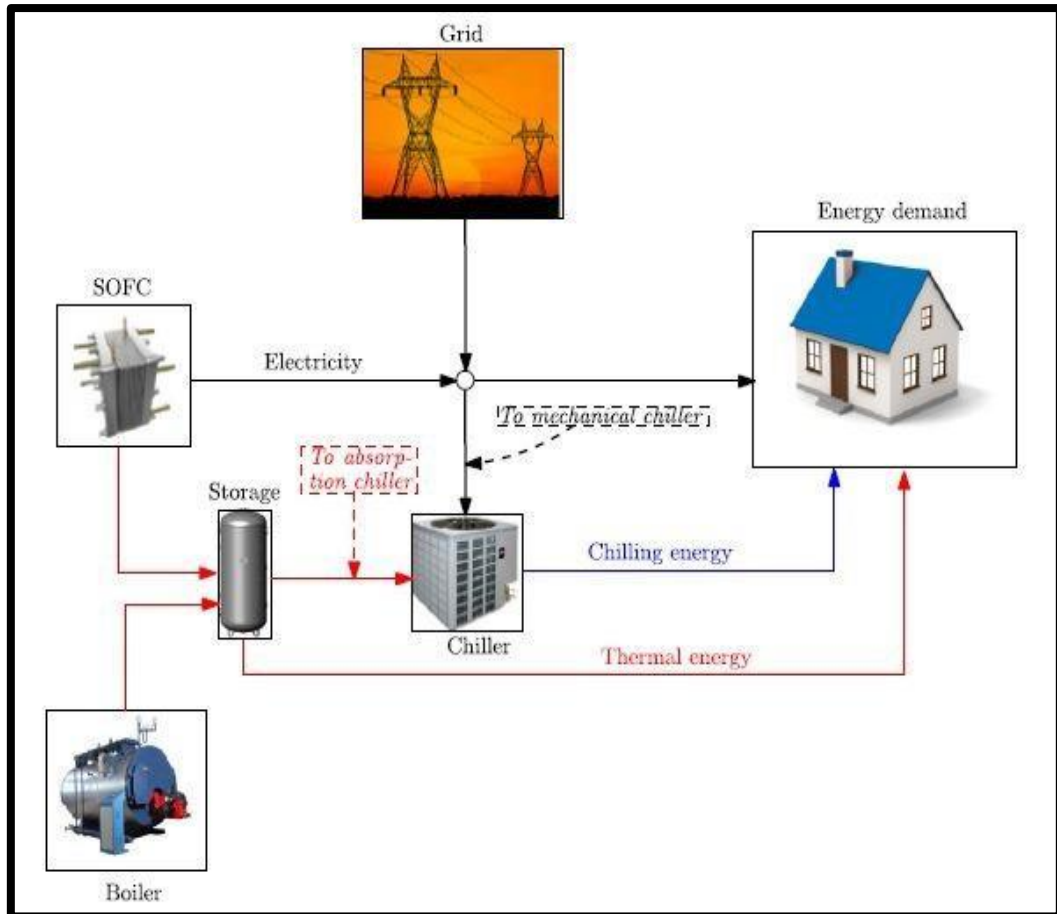 Grid
Energy demand
SOFC
Electricity
To mechanical chiller
To absorp-
tion chiller
Storage
Chilling energy
Chiller
Thermal energy
Boiler